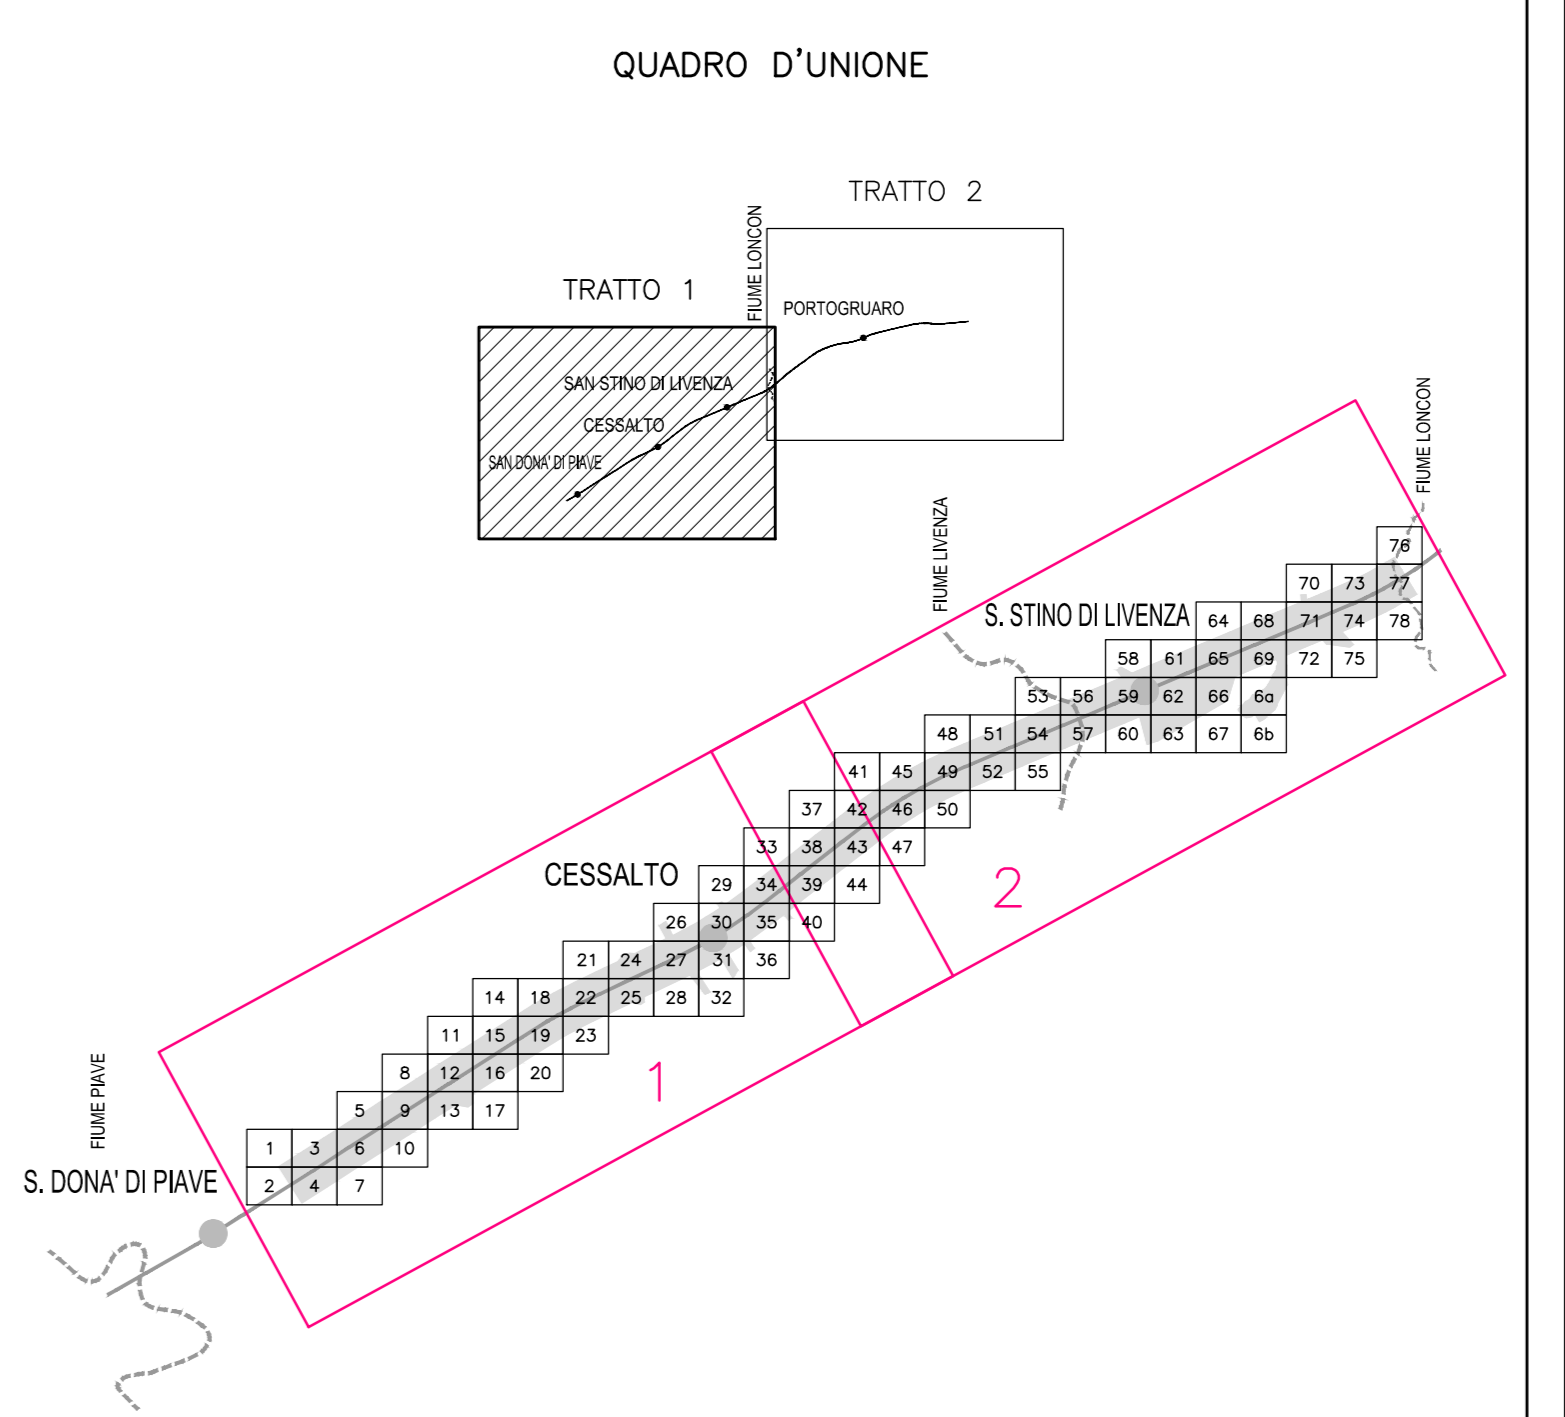 QUADRO D'UNIONE
TRATTO 2
TRATTO 1
FIUME LONCON
PORTOGRUARO
SAN STINO DI LIVENZA
CESSALTO
SAN DONA' DI PIAVE
FIUME LONCON
FIUME LIVENZA
76
70 73 77
S. STINO DI LIVENZA
64 68 71 74 78
58 61 65 69 72 75
53 56 59 62 66 6a
48 51 54 57 60 63 67 6b
41 45 49 52 55
37 42 46 50
33 38 43 47
CESSALTO
29 34 39 44
2
26 30 35 40
21 24 27 31 36
14 18 22 25 28 32
11 15 19 23
8 12 16 20
1
5 9 13 17
FIUME PIAVE
1 3 6 10
S. DONA' DI PIAVE
2 4 7